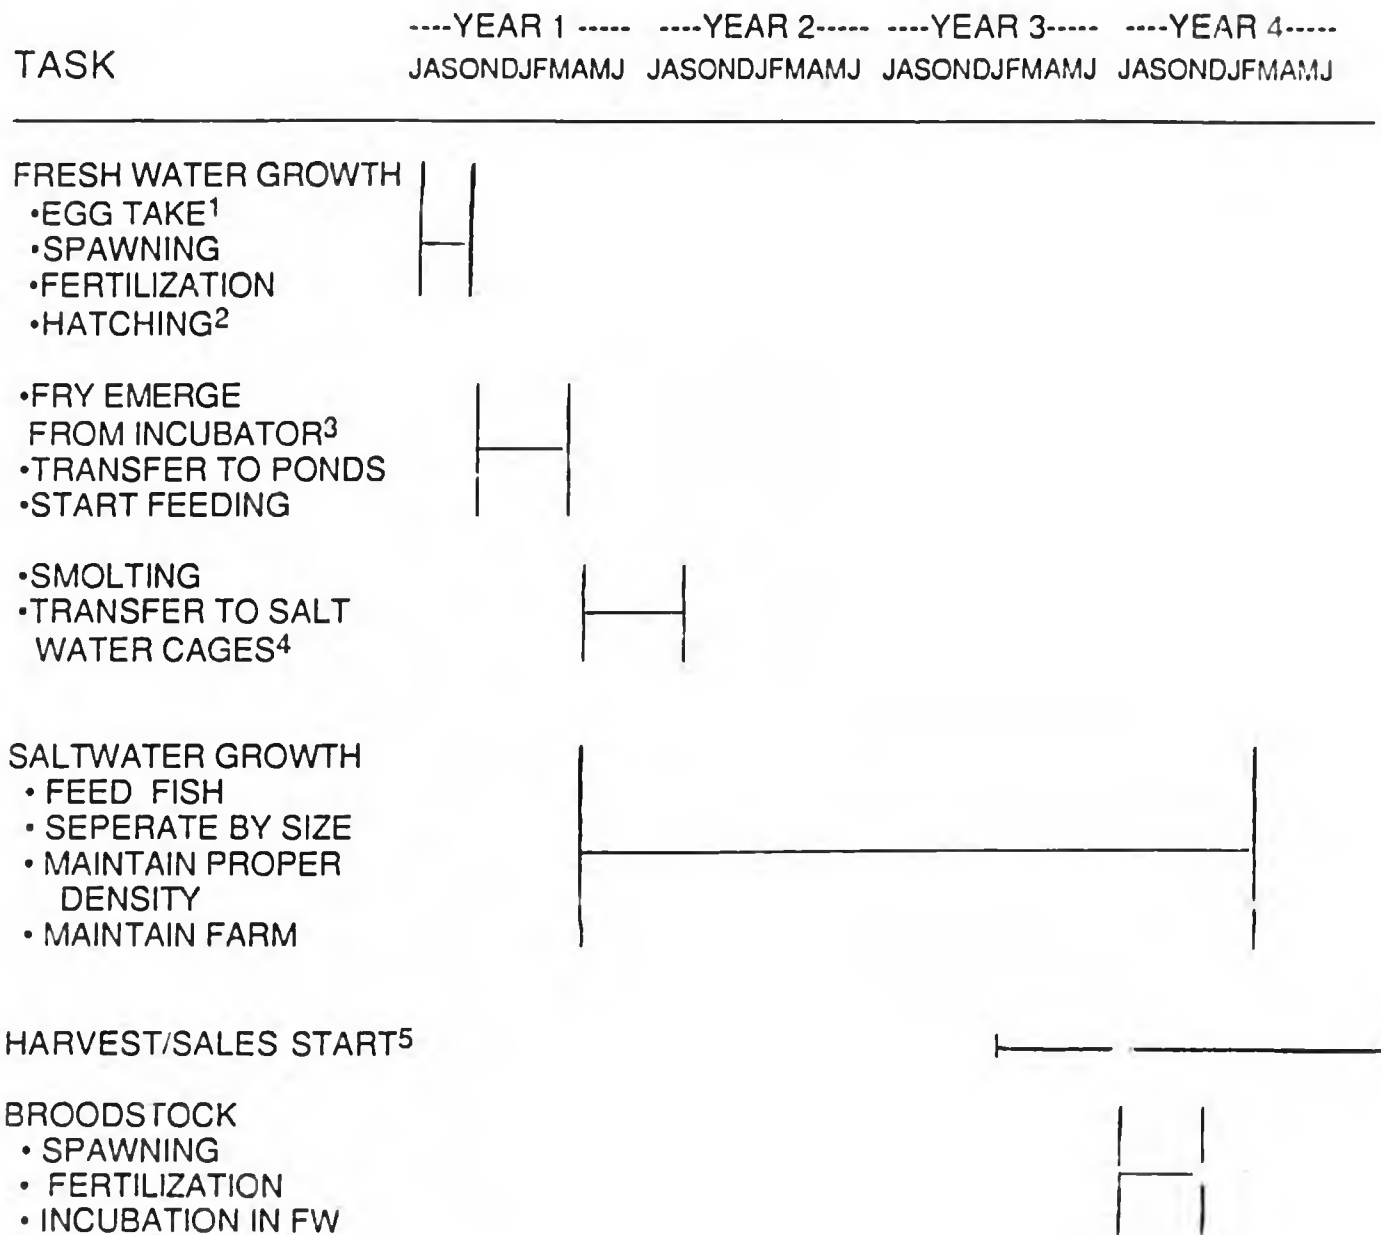 ----YEAR 1 ----- ----YEAR 2----- ----YEAR 3----- ----YEAR 4-----
TASK JASONDJFMAMJ JASONDJFMAMJ JASONDJFMAMJ JASONDJFMAMJ
FRESH WATER GROWTH
•EGG TAKE1
•SPAWNING
•FERTILIZATION
•HATCHING2
•FRY EMERGE
FROM INCUBATOR3
•TRANSFER TO PONDS
•START FEEDING
•SMOLTING
•TRANSFER TO SALT
WATER CAGES4
SALTWATER GROWTH
• FEED FISH
• SEPERATE BY SIZE
• MAINTAIN PROPER
DENSITY
• MAINTAIN FARM
HARVEST/SALES START5
BROODSTOCK
• SPAWNING
• FERTILIZATION
• INCUBATION IN FW